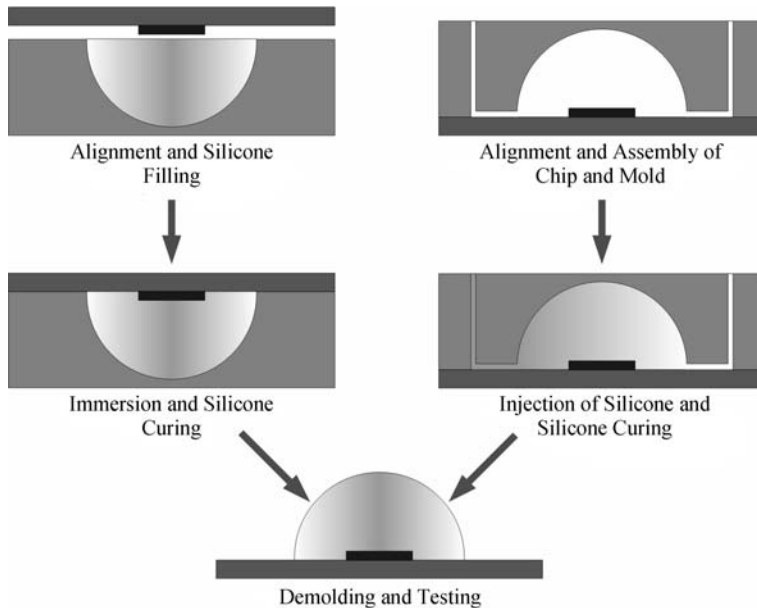 Alignment and Silicone
Filling
Alignment and Assembly of
Chip and Mold
Immersion and Silicone
Curing
Injection of Silicone and
Silicone Curing
Demolding and Testing